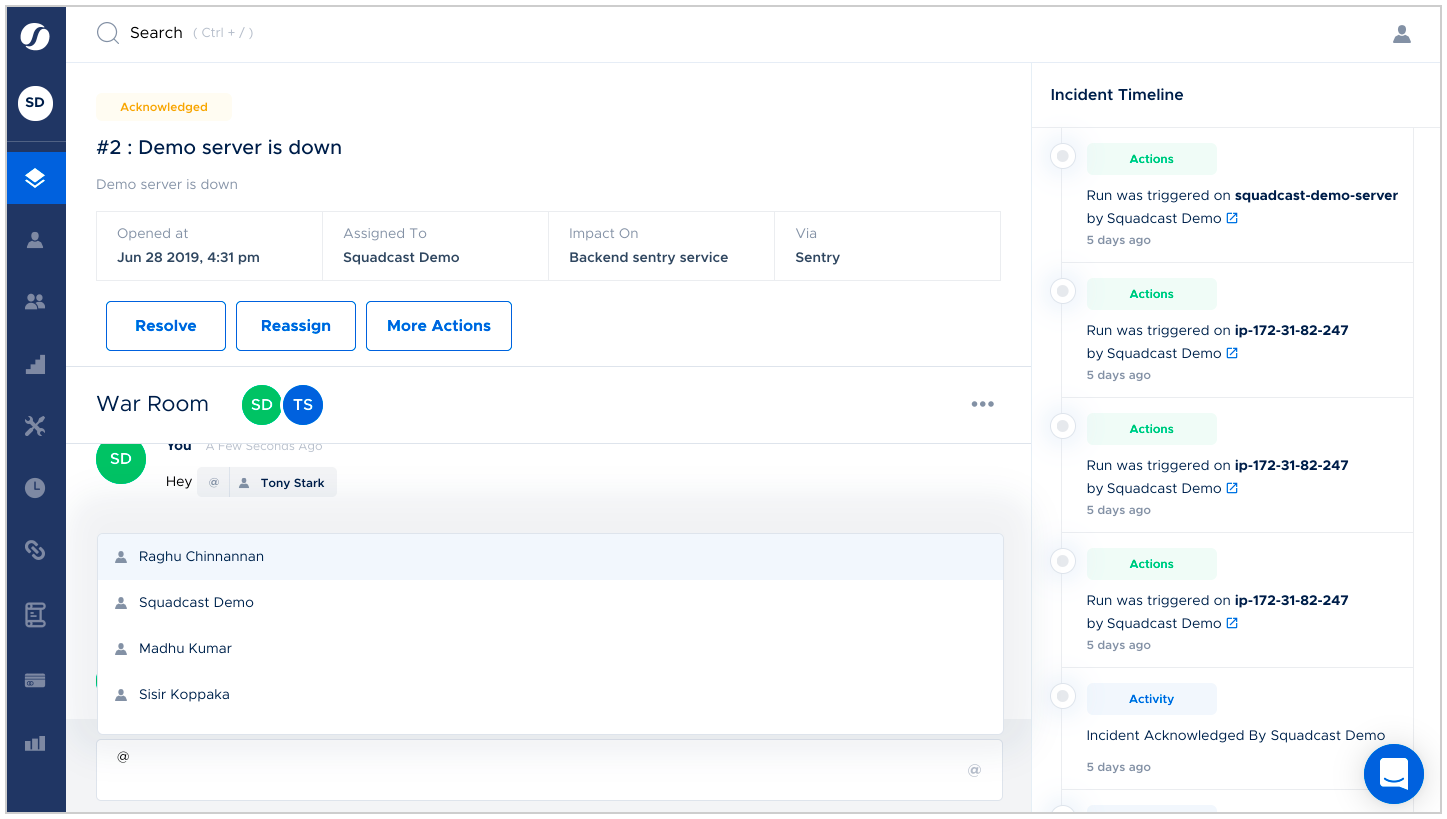 Search ( Ctrl + / )
SD
Acknowledged
#2 : Demo server is down
Demo server is down
Opened at
Jun 28 2019, 4:31 pm
Assigned To
Squadcast Demo
Impact On
Backend sentry service
Via
Sentry
Resolve
Reassign
More Actions
War Room
SD
TS
SD
You A Few Seconds Ago
Hey @ Tony Stark
Raghu Chinnannan
Squadcast Demo
Madhu Kumar
Sisir Koppaka
@
@
Incident Timeline
Actions
Run was triggered on squadcast-demo-server
by Squadcast Demo
5 days ago
Actions
Run was triggered on ip-172-31-82-247
by Squadcast Demo
5 days ago
Actions
Run was triggered on ip-172-31-82-247
by Squadcast Demo
5 days ago
Actions
Run was triggered on ip-172-31-82-247
by Squadcast Demo
5 days ago
Activity
Incident Acknowledged By Squadcast Demo
5 days ago